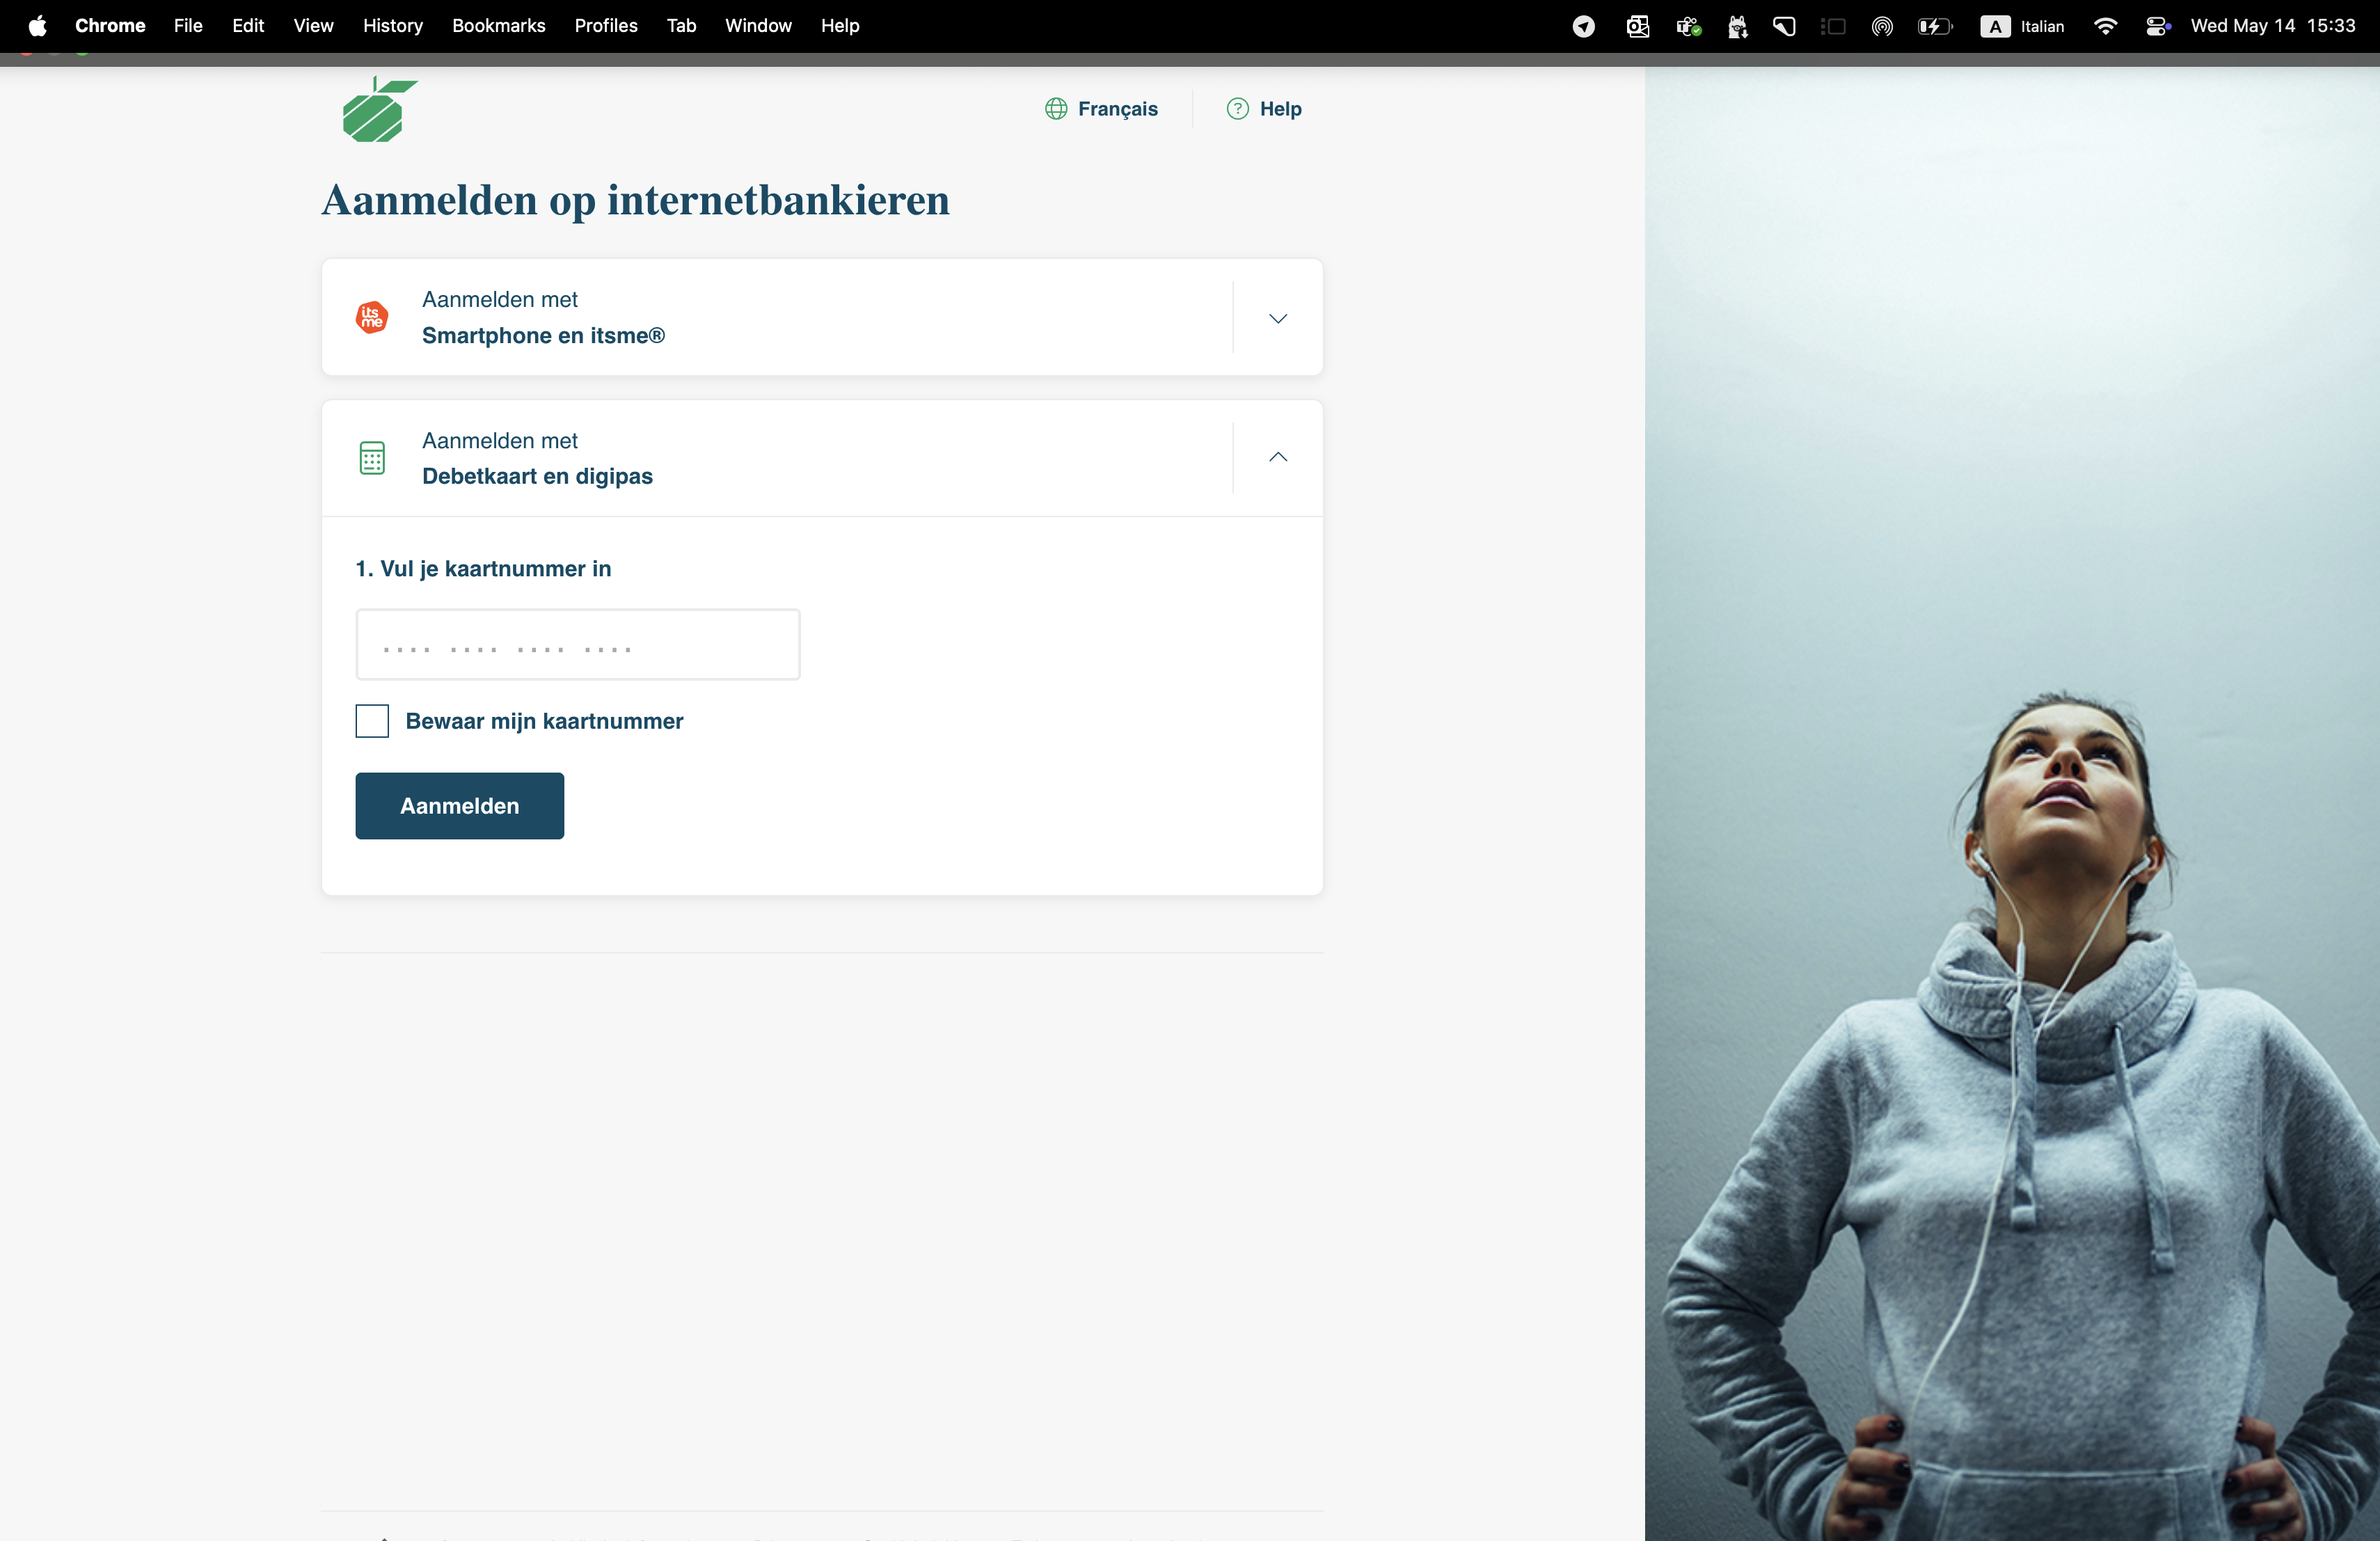 Chrome File Edit View History Bookmarks Profiles Tab Window Help A Italian Wed May 14 15:33
Français Help
Aanmelden op internetbankieren
its
me
Aanmelden met
Smartphone en itsme®
Aanmelden met
Debetkaart en digipas
1. Vul je kaartnummer in
Bewaar mijn kaartnummer
Aanmelden